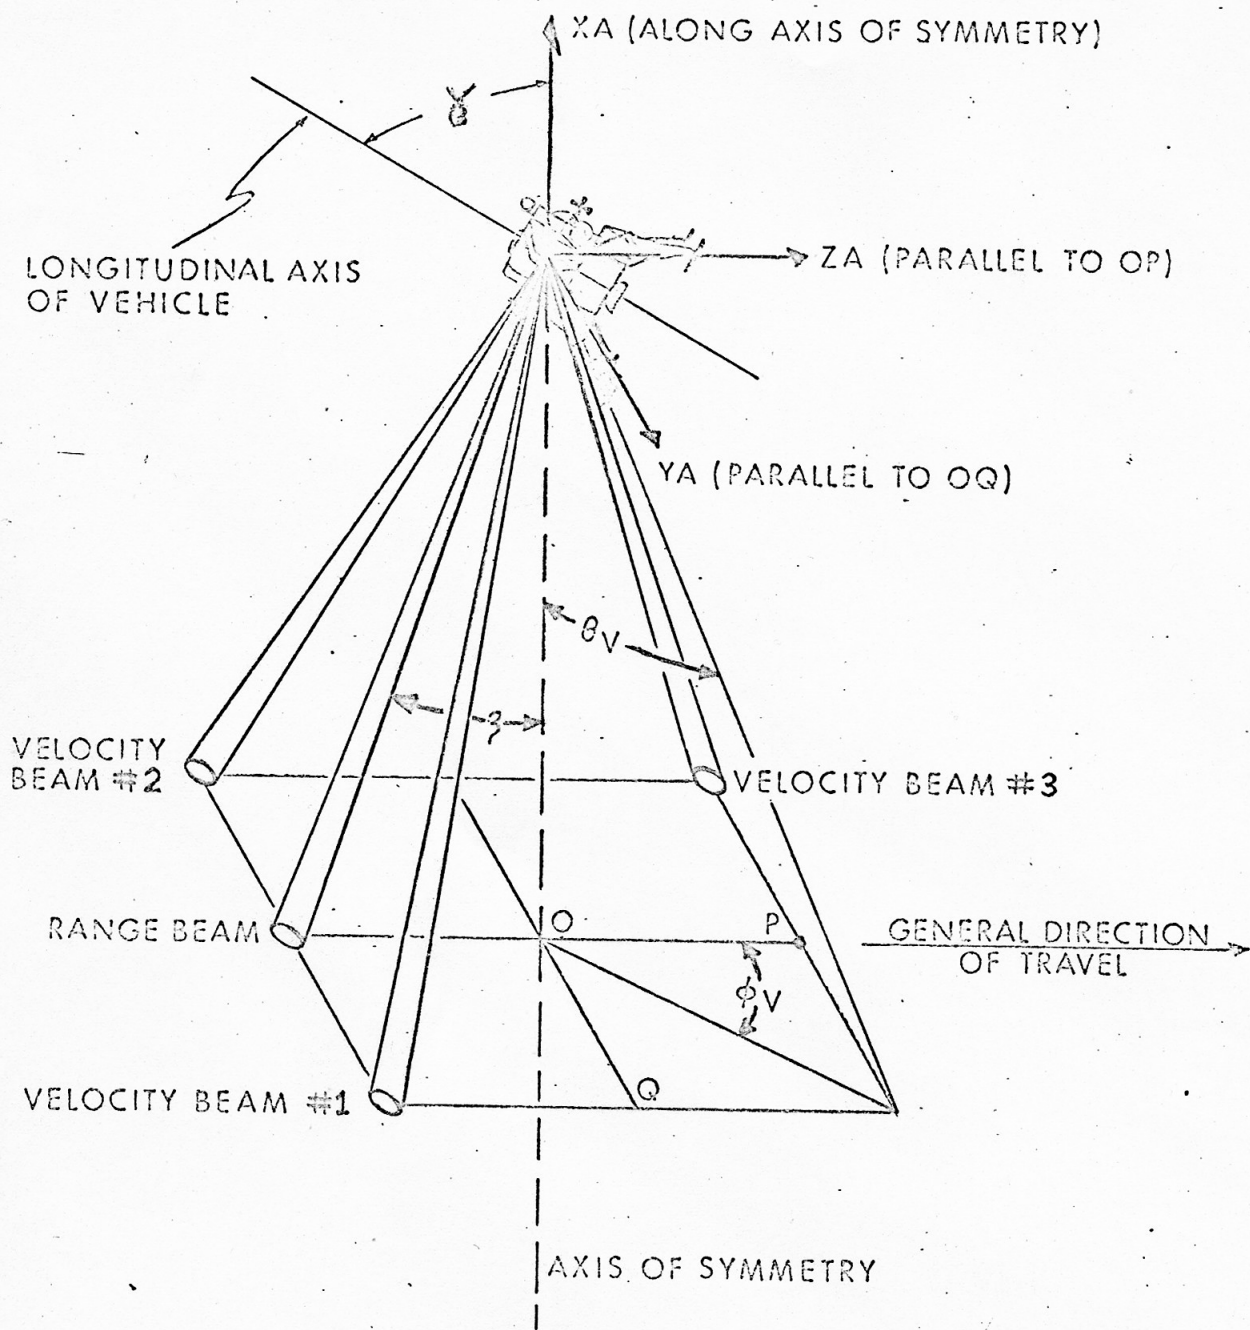 XA (ALONG AXIS OF SYMMETRY)
LONGITUDINAL AXIS
OF VEHICLE
ZA (PARALLEL TO OP)
YA (PARALLEL TO OQ)
θV
VELOCITY
BEAM #2
VELOCITY BEAM #3
RANGE BEAM
O
P
GENERAL DIRECTION
OF TRAVEL
ϕV
VELOCITY BEAM #1
Q
AXIS OF SYMMETRY